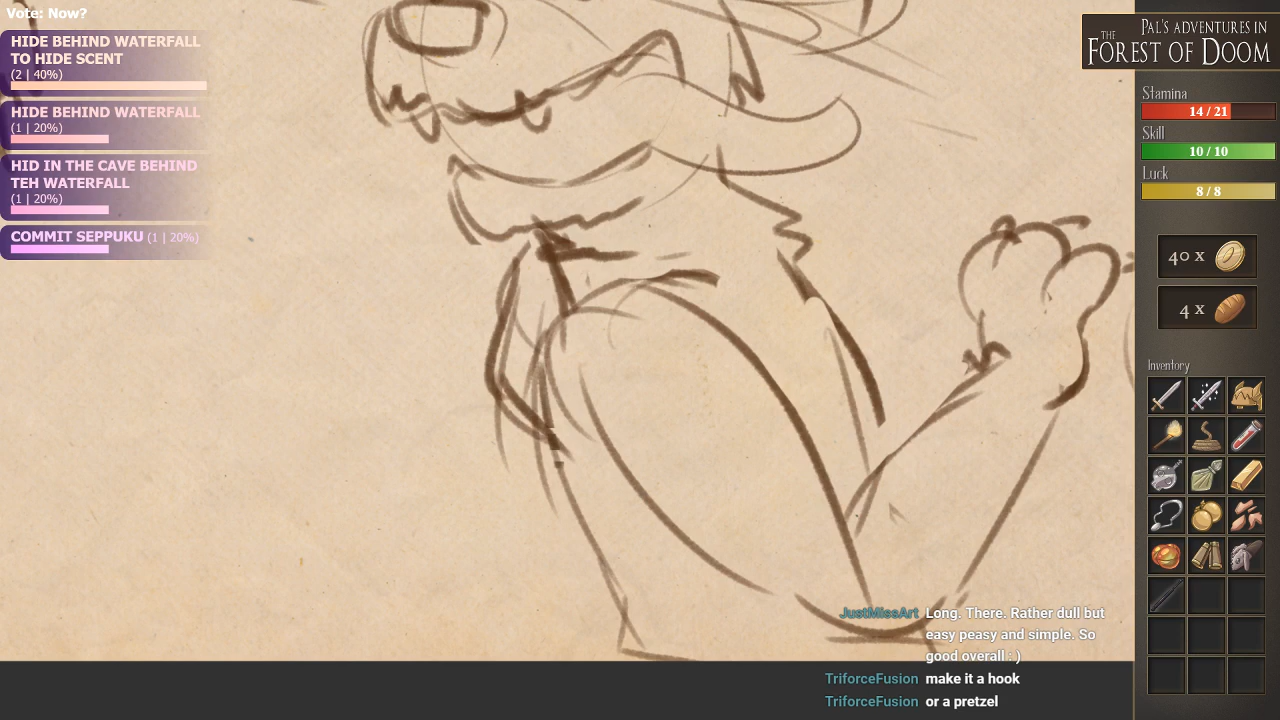 Vote: Now?
HIDE BEHIND WATERFALL
TO HIDE SCENT
(2 | 40%)
HIDE BEHIND WATERFALL
(1 | 20%)
HID IN THE CAVE BEHIND
TEH WATERFALL
(1 | 20%)
COMMIT SEPPUKU (1 | 20%)
PAL'S ADVENTURES IN
THE FOREST OF DOOM
Stamina
14 / 21
Skill
10 / 10
Luck
8 / 8
40 x
4 x
Inventory
JustMissArt Long. There. Rather dull but
easy peasy and simple. So
good overall : )
TriforceFusion make it a hook
TriforceFusion or a pretzel